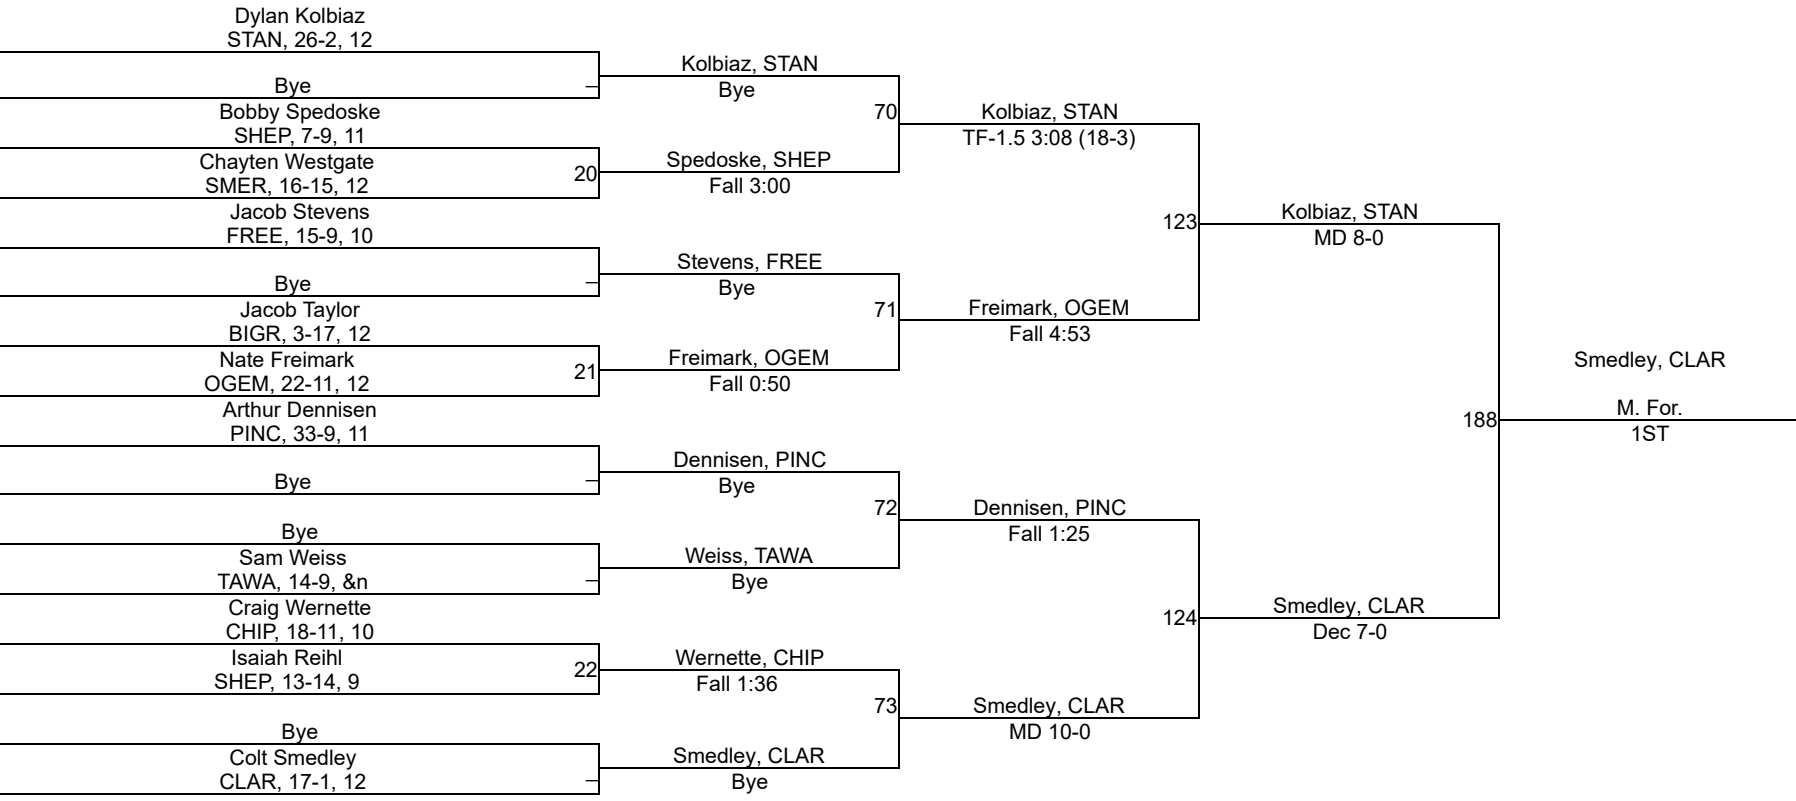 Dylan Kolbiaz
STAN, 26-2, 12
Bye
–
Bobby Spedoske
SHEP, 7-9, 11
Chayten Westgate
SMER, 16-15, 12
20
Jacob Stevens
FREE, 15-9, 10
Bye
–
Jacob Taylor
BIGR, 3-17, 12
Nate Freimark
OGEM, 22-11, 12
21
Arthur Dennisen
PINC, 33-9, 11
Bye
–
Bye
Sam Weiss
TAWA, 14-9, &n
–
Craig Wernette
CHIP, 18-11, 10
Isaiah Reihl
SHEP, 13-14, 9
22
Bye
Colt Smedley
CLAR, 17-1, 12
–
Kolbiaz, STAN
Bye
70
Spedoske, SHEP
Fall 3:00
Stevens, FREE
Bye
71
Freimark, OGEM
Fall 0:50
Dennisen, PINC
Bye
72
Weiss, TAWA
Bye
Wernette, CHIP
Fall 1:36
73
Smedley, CLAR
Bye
Kolbiaz, STAN
TF-1.5 3:08 (18-3)
123
Freimark, OGEM
Fall 4:53
Dennisen, PINC
Fall 1:25
124
Smedley, CLAR
MD 10-0
Kolbiaz, STAN
MD 8-0
188
Smedley, CLAR
Dec 7-0
Smedley, CLAR
M. For.
1ST